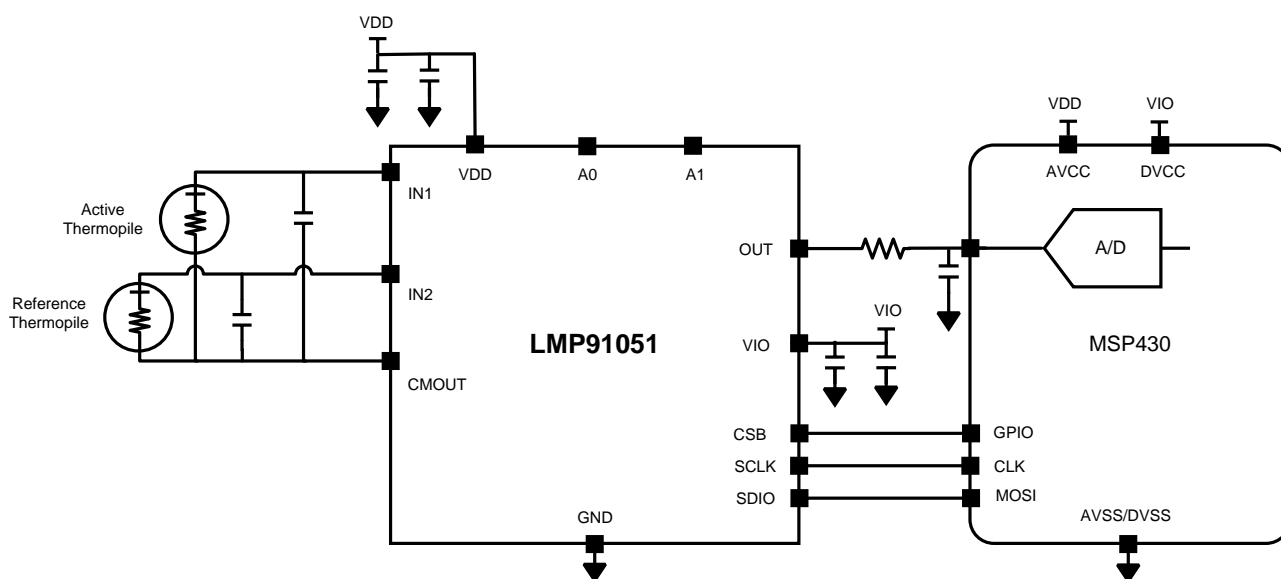 VDD
VDD
VIO
VDD
A0
A1
AVCC
DVCC
IN1
Active
Thermopile
OUT
A/D
IN2
Reference
Thermopile
VIO
LMP91051
VIO
MSP430
CMOUT
CSB
GPIO
SCLK
CLK
SDIO
MOSI
GND
AVSS/DVSS